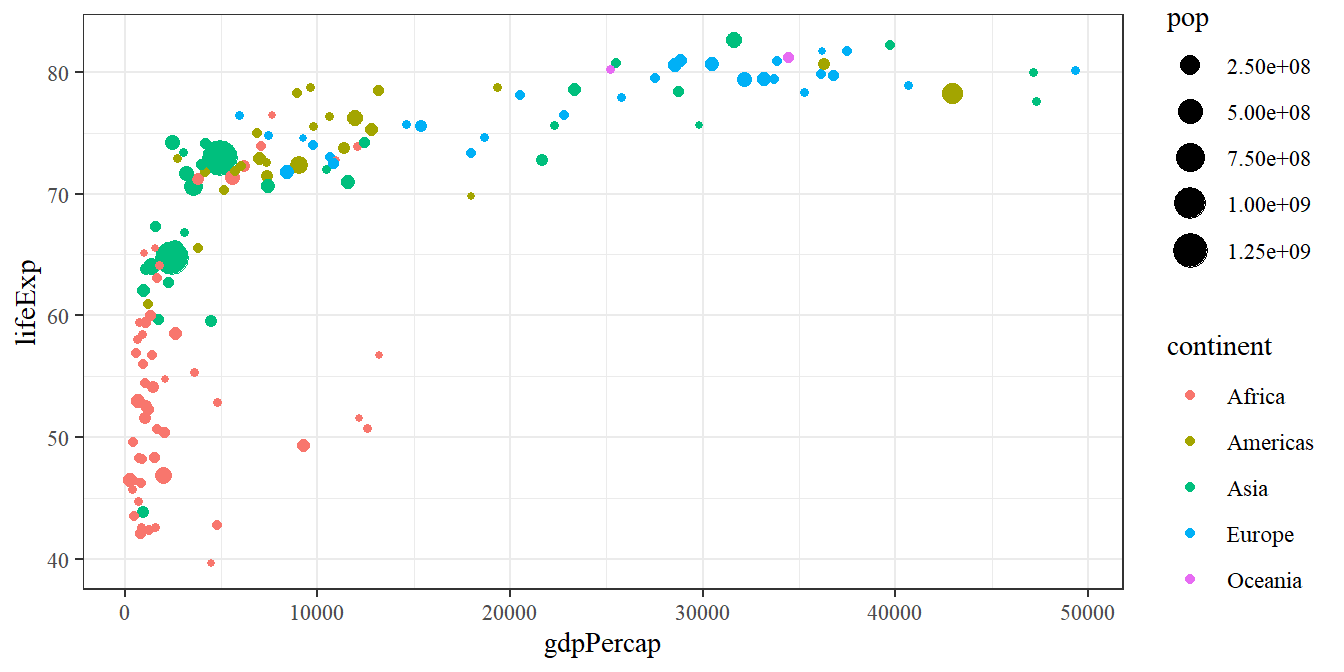 pop
2.50e+08
5.00e+08
7.50e+08
1.00e+09
1.25e+09
continent
Africa
Americas
Asia
Europe
Oceania
lifeExp
80
70
60
50
40
0 10000 20000 30000 40000 50000
gdpPercap